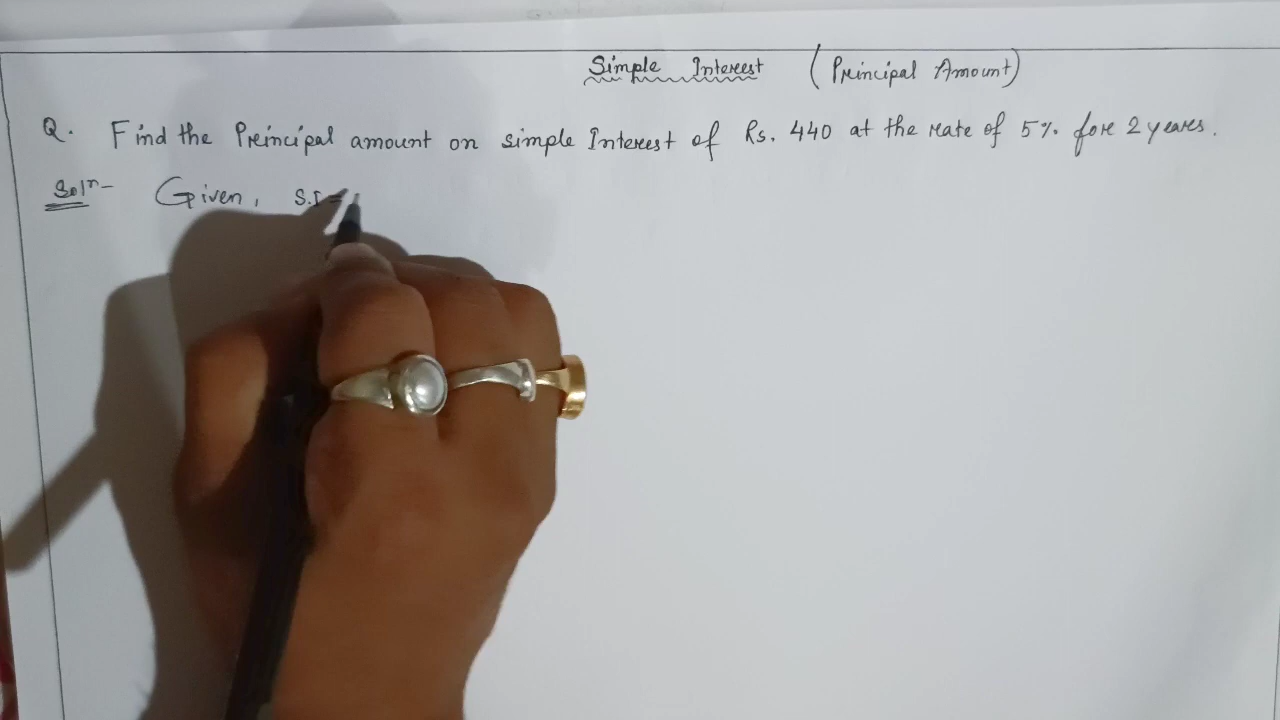 Simple Interest (Principal Amount)
Q. Find the Principal amount on simple Interest of Rs. 440 at the rate of 5% for 2 years.
Solⁿ- Given, S.I =